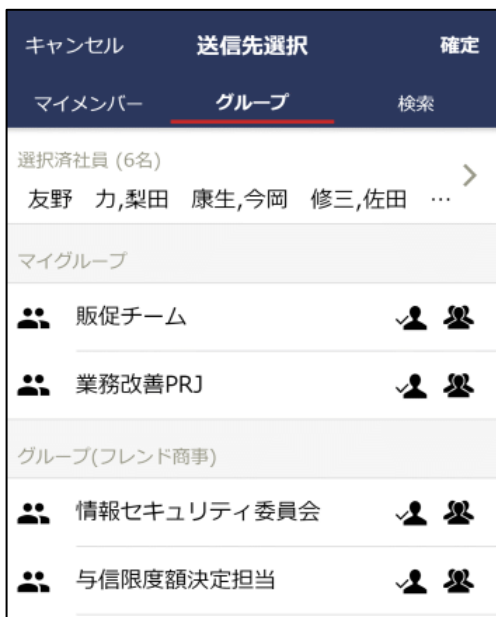 キャンセル 送信先選択 確定
マイメンバー グループ 検索
選択済社員 (6名)
友野 力,梨田 康生,今岡 修三,佐田 …
マイグループ
販促チーム
業務改善PRJ
グループ(フレンド商事)
情報セキュリティ委員会
与信限度額決定担当